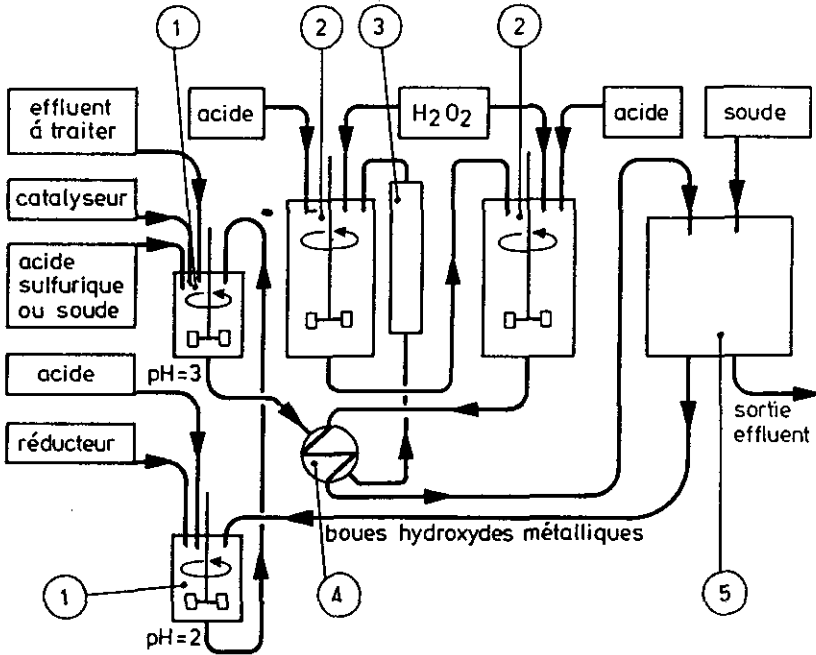 1
2
3
2
effluent
á traiter
acide
H2O2
acide
soude
catalyseur
acide
sulfurique
ou soude
pH=3
acide
réducteur
sortie
effluent
boues hydroxydes métalliques
1
pH=2
4
5